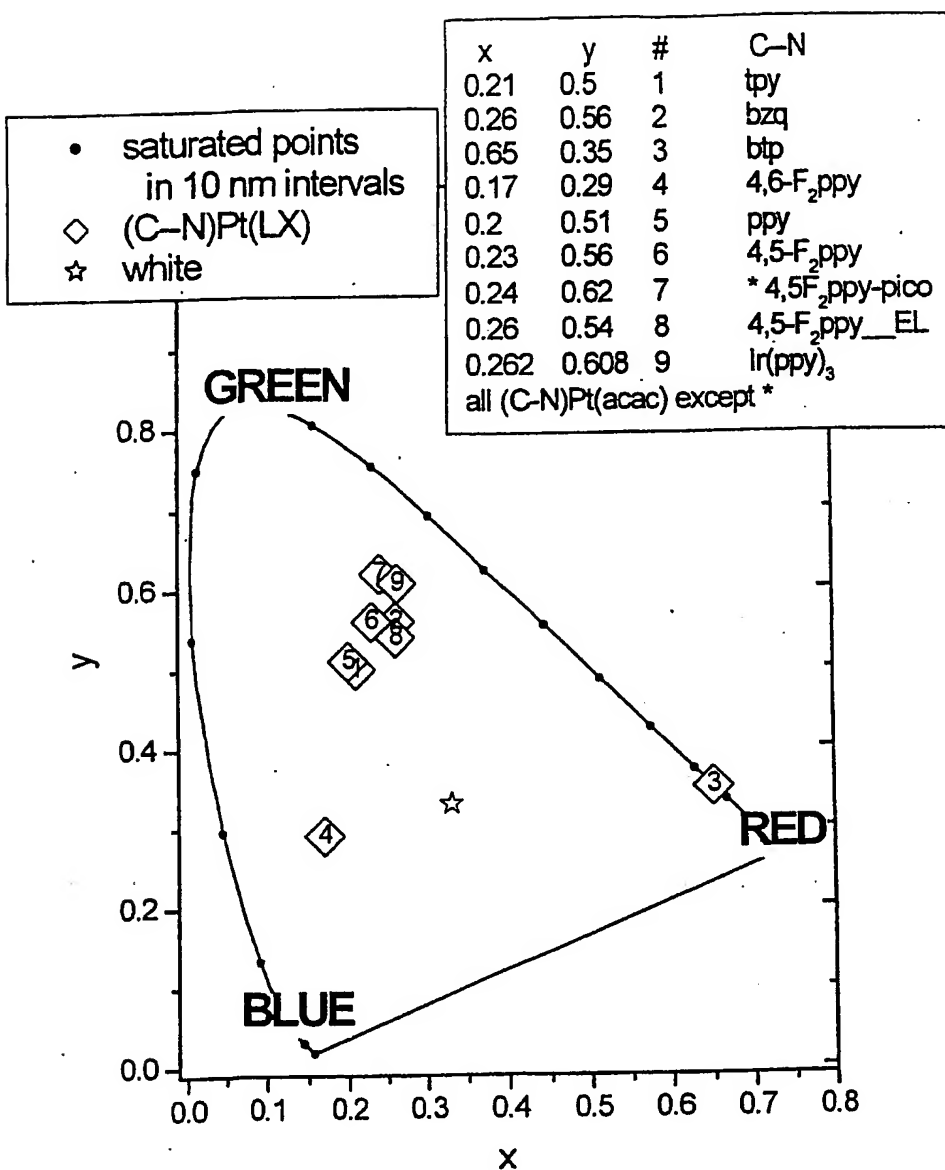 x y # C–N
0.21 0.5 1 tpy
0.26 0.56 2 bzq
0.65 0.35 3 btp
0.17 0.29 4 4,6-F₂ppy
0.2 0.51 5 ppy
0.23 0.56 6 4,5-F₂ppy
0.24 0.62 7 * 4,5F₂ppy-pico
0.26 0.54 8 4,5-F₂ppy__EL
0.262 0.608 9 Ir(ppy)₃
all (C-N)Pt(acac) except *
saturated points
in 10 nm intervals
(C–N)Pt(LX)
white
GREEN
0.8
7 9
0.6
6 2
8
y
5 1
0.4
3
4
RED
0.2
BLUE
0.0
0.0 0.1 0.2 0.3 0.4 0.5 0.6 0.7 0.8
x